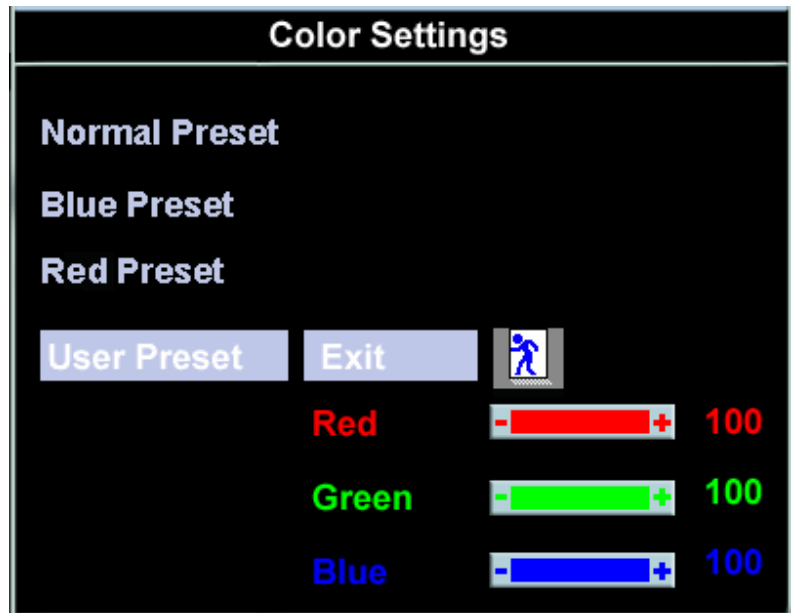 Color Settings
Normal Preset
Blue Preset
Red Preset
User Preset Exit
Red - + 100
Green - + 100
Blue - + 100